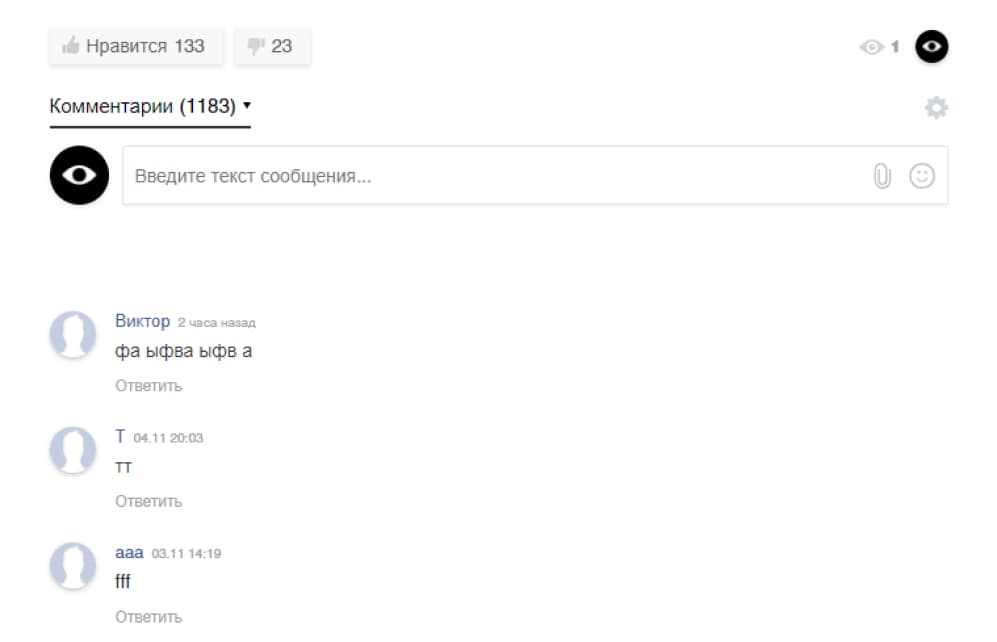 Нравится 133 23 1
Комментарии (1183)
Введите текст сообщения...
Виктор 2 часа назад
фа ыфва ыфв а
Ответить
Т 04.11 20:03
тт
Ответить
ааа 03.11 14:19
fff
Ответить